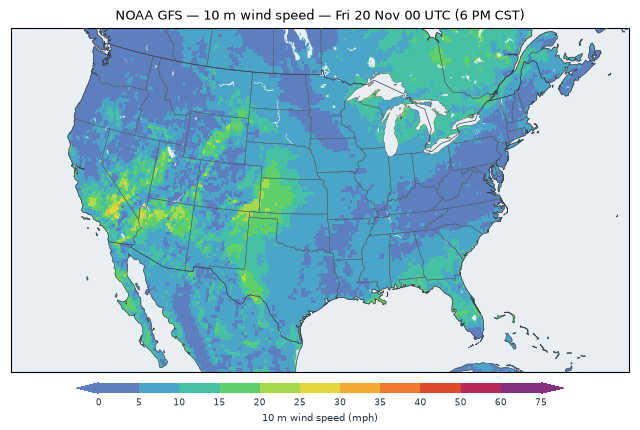 NOAA GFS — 10 m wind speed — Fri 20 Nov 00 UTC (6 PM CST)
0 5 10 15 20 25 30 35 40 50 60 75
10 m wind speed (mph)